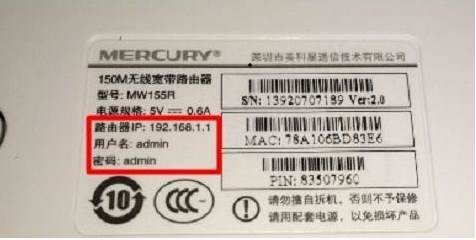 MERCURY® 深圳市美科星通信技术有限公司
150M无线宽带路由器
型号: MW155R
电源规格: 5V ⎓ 0.6A
路由器IP: 192.168.1.1
用户名: admin
密码: admin
S/N: 13920707189 Ver:2.0
MAC: 78A106BD83E6
PIN: 83507960
10
CCC
请勿擅自拆机，否则不予保修
请用配套电源，以免损坏产品